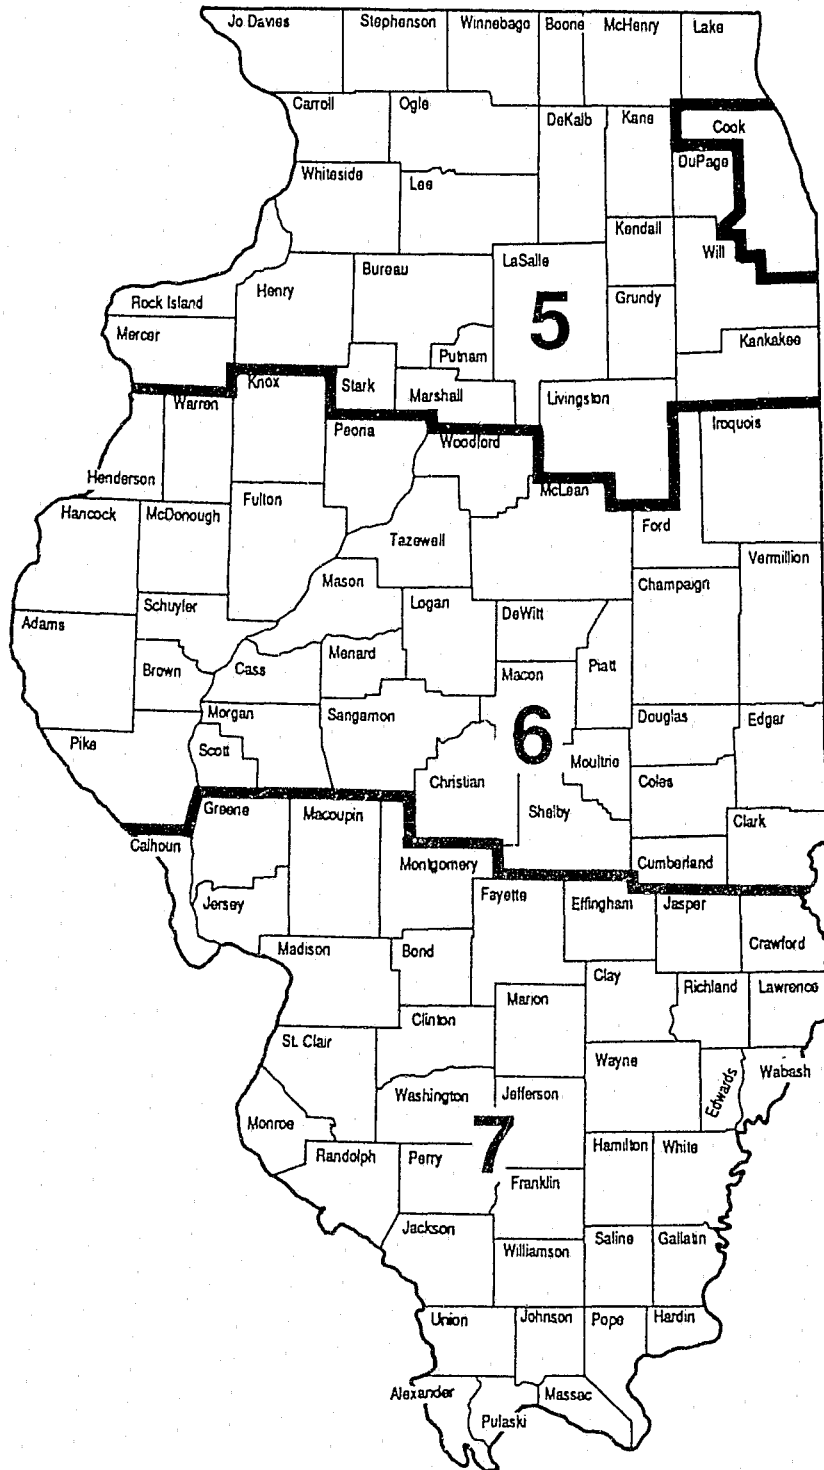 Jo Davies
Stephenson
Winnebago
Boone
McHenry
Lake
Carroll
Ogle
DeKalb
Kane
Cook
DuPage
Whiteside
Lee
Kendall
Will
Bureau
LaSalle
Rock Island
Henry
Grundy
5
Mercer
Putnam
Kankakee
Knox
Stark
Marshall
Livingston
Warren
Iroquois
Peoria
Woodford
Henderson
McLean
Fulton
Hancock
McDonough
Ford
Tazewell
Vermillion
Mason
Champaign
Schuyler
Logan
Adams
DeWitt
Menard
Brown
Cass
Macon
Piatt
Morgan
Sangamon
Douglas
Edgar
6
Pike
Scott
Moultrie
Christian
Coles
Greene
Macoupin
Shelby
Clark
Calhoun
Montgomery
Cumberland
Fayette
Jersey
Effingham
Jasper
Madison
Bond
Crawford
Clay
Richland
Lawrence
Marion
Clinton
St. Clair
Wayne
Wabash
Edwards
Washington
Jefferson
Monroe
7
Randolph
Perry
Hamilton
White
Franklin
Jackson
Williamson
Saline
Gallatin
Union
Johnson
Pope
Hardin
Alexander
Massac
Pulaski